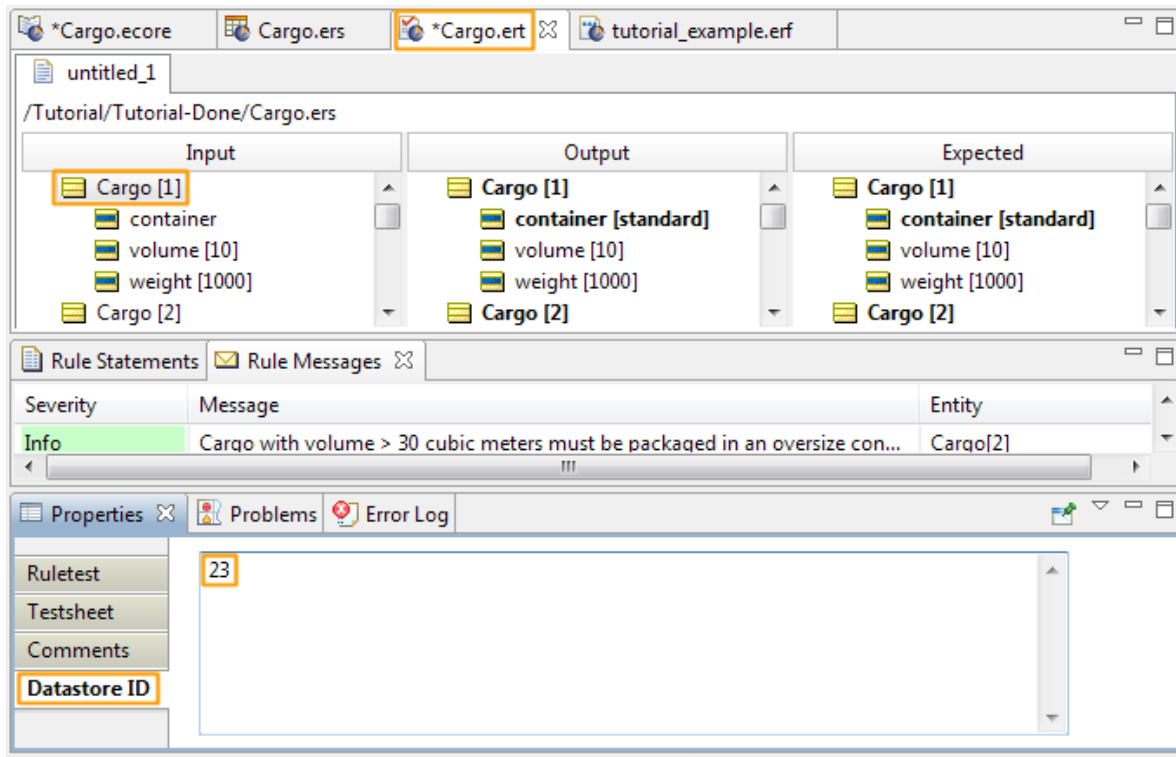 *Cargo.ecore Cargo.ers *Cargo.ert tutorial_example.erf
untitled_1
/Tutorial/Tutorial-Done/Cargo.ers
Input Output Expected
Cargo [1] Cargo [1] Cargo [1]
container container [standard] container [standard]
volume [10] volume [10] volume [10]
weight [1000] weight [1000] weight [1000]
Cargo [2] Cargo [2] Cargo [2]
Rule Statements Rule Messages
Severity Message Entity
Info Cargo with volume > 30 cubic meters must be packaged in an oversize con... Cargo[2]
Properties Problems Error Log
Ruletest 23
Testsheet
Comments
Datastore ID